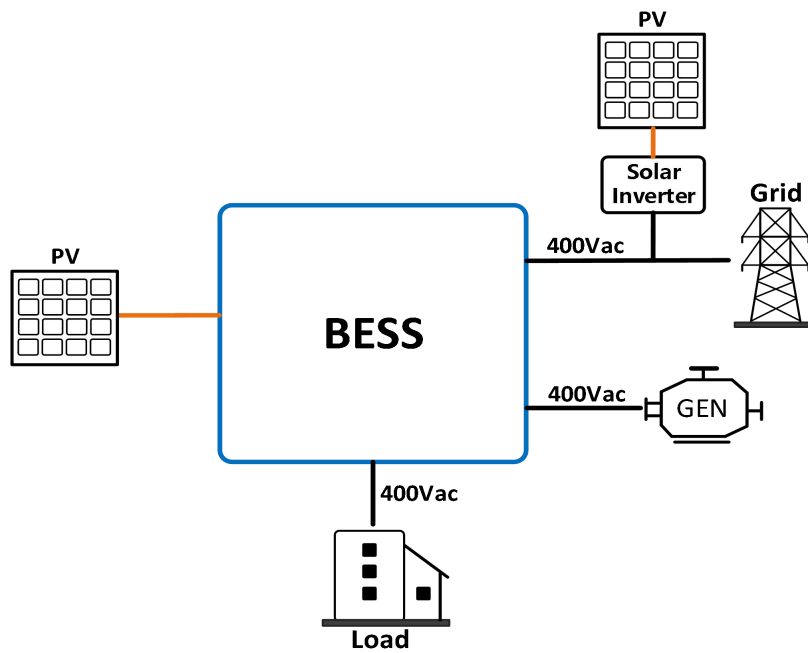 PV
Solar
Inverter
Grid
400Vac
PV
BESS
400Vac
GEN
400Vac
Load